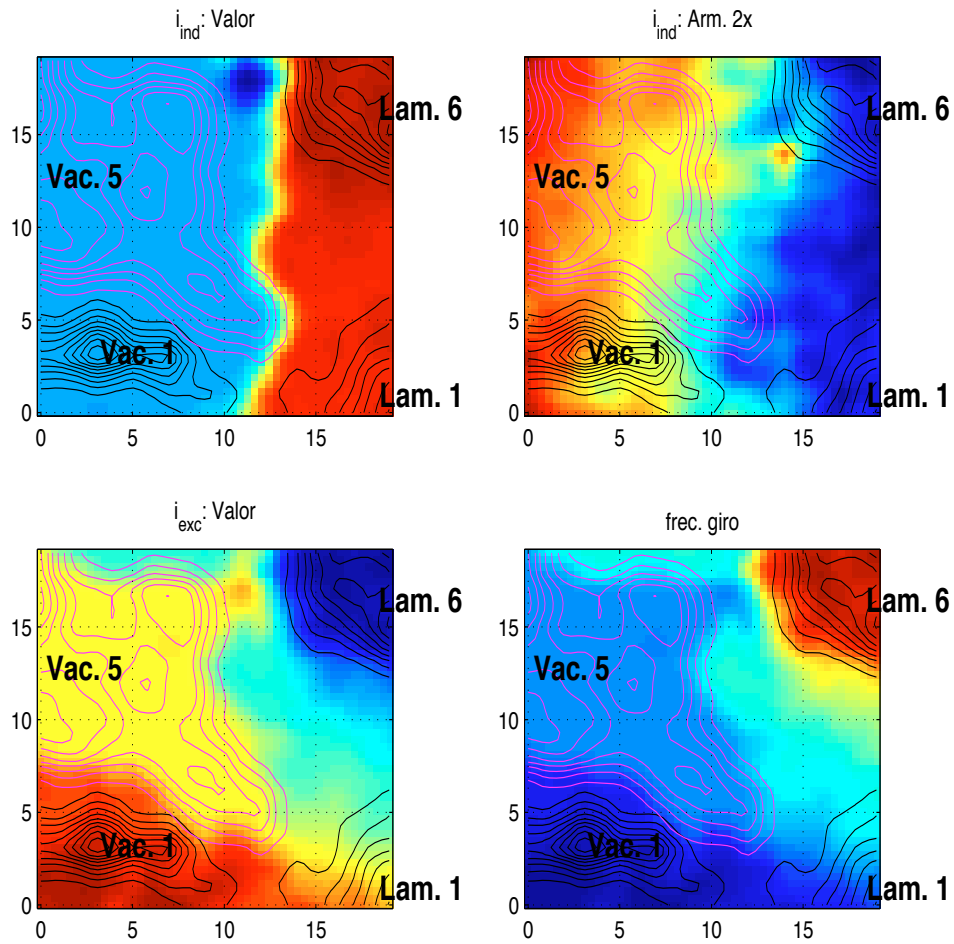 i_ind: Valor
15
10
5
0
0 5 10 15
Vac. 5
Vac. 1
Lam. 6
Lam. 1
i_ind: Arm. 2x
15
10
5
0
0 5 10 15
Vac. 5
Vac. 1
Lam. 6
Lam. 1
i_exc: Valor
15
10
5
0
0 5 10 15
Vac. 5
Vac. 1
Lam. 6
Lam. 1
frec. giro
15
10
5
0
0 5 10 15
Vac. 5
Vac. 1
Lam. 6
Lam. 1